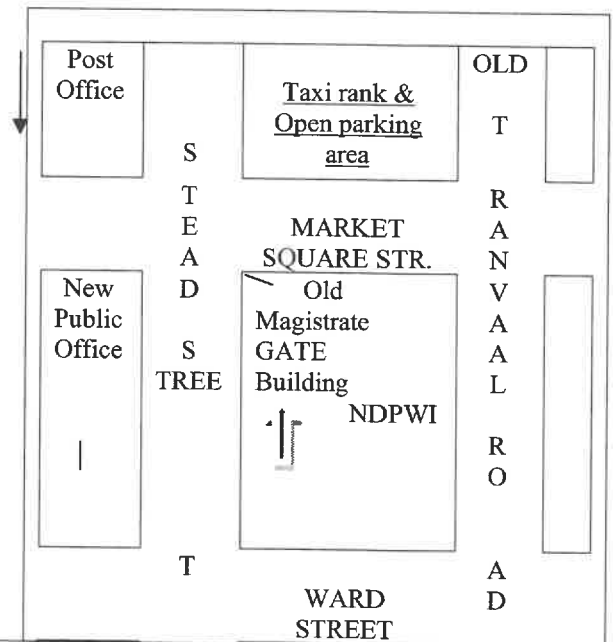 Post
Office
Taxi rank &
Open parking
area
OLD
T
R
A
N
V
A
A
L
R
O
A
D
S
T
E
A
D
S
TREE
T
MARKET
SQUARE STR.
New
Public
Office
Old
Magistrate
GATE
Building
NDPWI
WARD
STREET